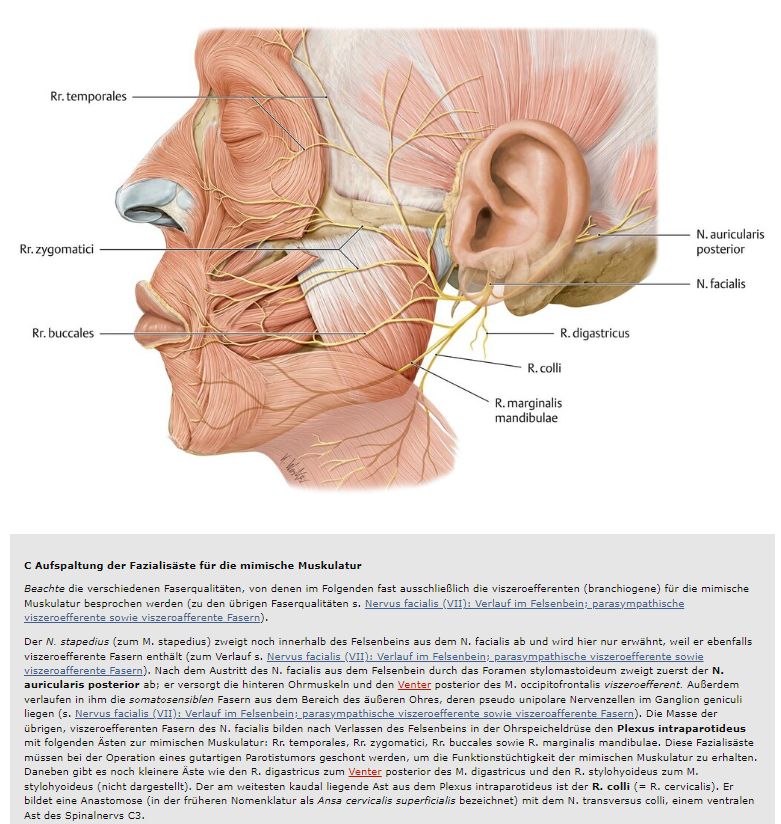 Rr. temporales
Rr. zygomatici
Rr. buccales
N. auricularis
posterior
N. facialis
R. digastricus
R. colli
R. marginalis
mandibulae
C Aufspaltung der Fazialisäste für die mimische Muskulatur
Beachte die verschiedenen Faserqualitäten, von denen im Folgenden fast ausschließlich die viszeroefferenten (branchiogene) für die mimische
Muskulatur besprochen werden (zu den übrigen Faserqualitäten s. Nervus facialis (VII): Verlauf im Felsenbein; parasympathische
viszeroefferente sowie viszeroafferente Fasern).
Der N. stapedius (zum M. stapedius) zweigt noch innerhalb des Felsenbeins aus dem N. facialis ab und wird hier nur erwähnt, weil er ebenfalls
viszeroefferente Fasern enthält (zum Verlauf s. Nervus facialis (VII): Verlauf im Felsenbein; parasympathische viszeroefferente sowie
viszeroafferente Fasern). Nach dem Austritt des N. facialis aus dem Felsenbein durch das Foramen stylomastoideum zweigt zuerst der N.
auricularis posterior ab; er versorgt die hinteren Ohrmuskeln und den Venter posterior des M. occipitofrontalis viszeroefferent. Außerdem
verlaufen in ihm die somatosensiblen Fasern aus dem Bereich des äußeren Ohres, deren pseudo unipolare Nervenzellen im Ganglion geniculi
liegen (s. Nervus facialis (VII): Verlauf im Felsenbein; parasympathische viszeroefferente sowie viszeroafferente Fasern). Die Masse der
übrigen, viszerefferenten Fasern des N. facialis bilden nach Verlassen des Felsenbeins in der Ohrspeicheldrüse den Plexus intraparotideus
mit folgenden Ästen zur mimischen Muskulatur: Rr. temporales, Rr. zygomatici, Rr. buccales sowie R. marginalis mandibulae. Diese Fazialisäste
müssen bei der Operation eines gutartigen Parotistumors geschont werden, um die Funktionstüchtigkeit der mimischen Muskulatur zu erhalten.
Daneben gibt es noch kleinere Äste wie den R. digastricus zum Venter posterior des M. digastricus und den R. stylohyoideus zum M.
stylohyoideus (nicht dargestellt). Der am weitesten kaudal liegende Ast aus dem Plexus intraparotideus ist der R. colli (= R. cervicalis). Er
bildet eine Anastomose (in der früheren Nomenklatur als Ansa cervicalis superficialis bezeichnet) mit dem N. transversus colli, einem ventralen
Ast des Spinalnervs C3.